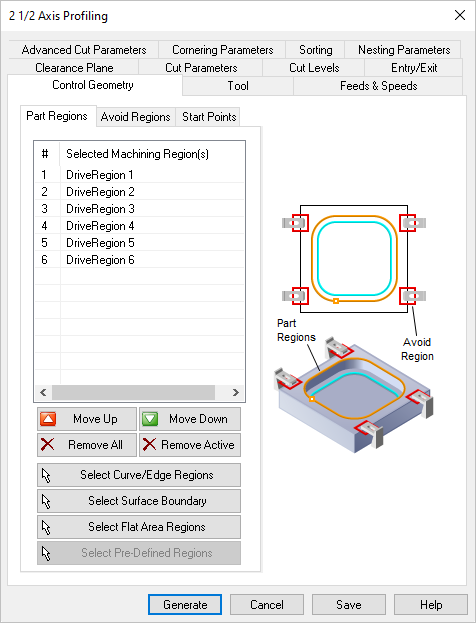 2 1/2 Axis Profiling
Advanced Cut Parameters Cornering Parameters Sorting Nesting Parameters
Clearance Plane Cut Parameters Cut Levels Entry/Exit
Control Geometry Tool Feeds & Speeds
Part Regions Avoid Regions Start Points
# Selected Machining Region(s)
1 DriveRegion 1
2 DriveRegion 2
3 DriveRegion 3
4 DriveRegion 4
5 DriveRegion 5
6 DriveRegion 6
Part
Regions
Avoid
Region
Move Up Move Down
Remove All Remove Active
Select Curve/Edge Regions
Select Surface Boundary
Select Flat Area Regions
Select Pre-Defined Regions
Generate Cancel Save Help